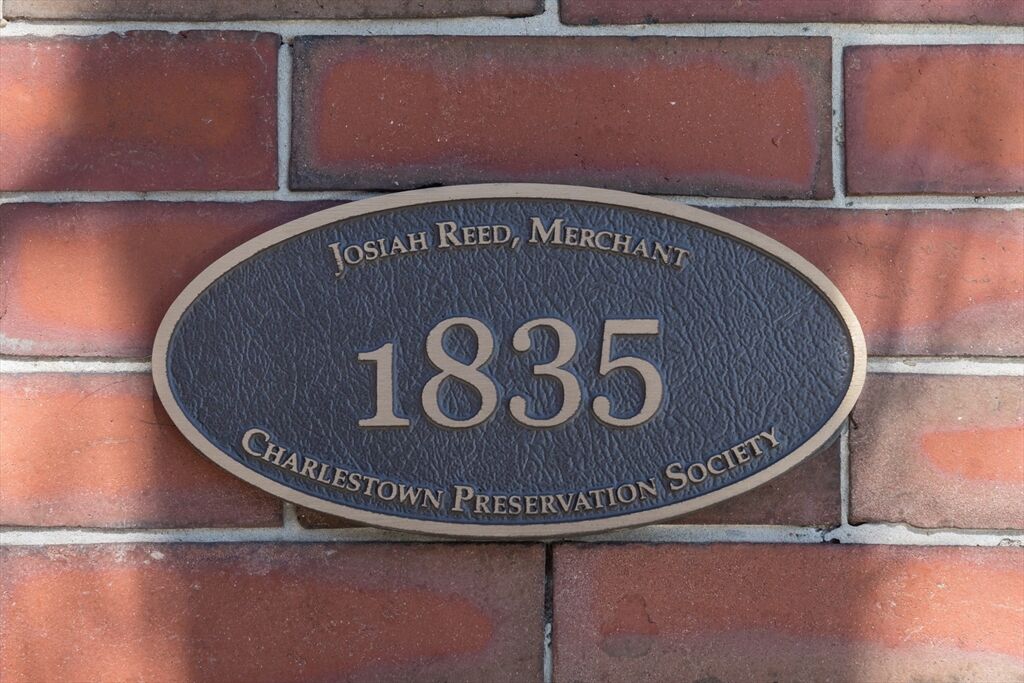 Josiah Reed, Merchant
1835
Charlestown Preservation Society